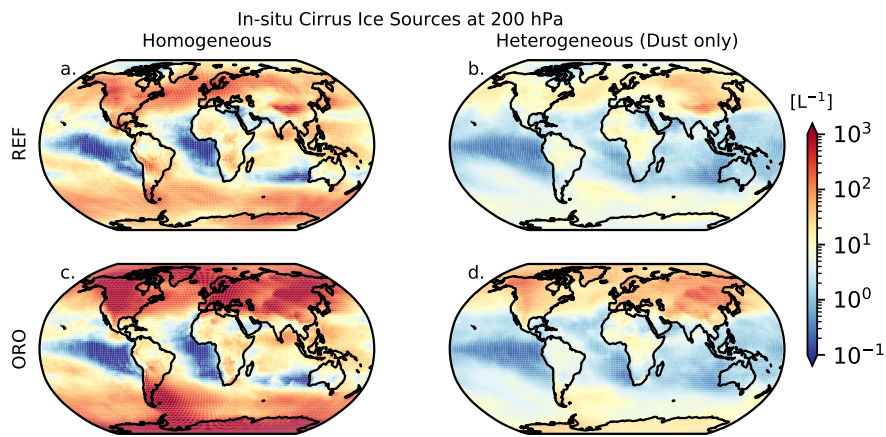 In-situ Cirrus Ice Sources at 200 hPa
Homogeneous
Heterogeneous (Dust only)
a.
b.
[L⁻¹]
REF
10³
10²
10¹
10⁰
10⁻¹
c.
d.
ORO